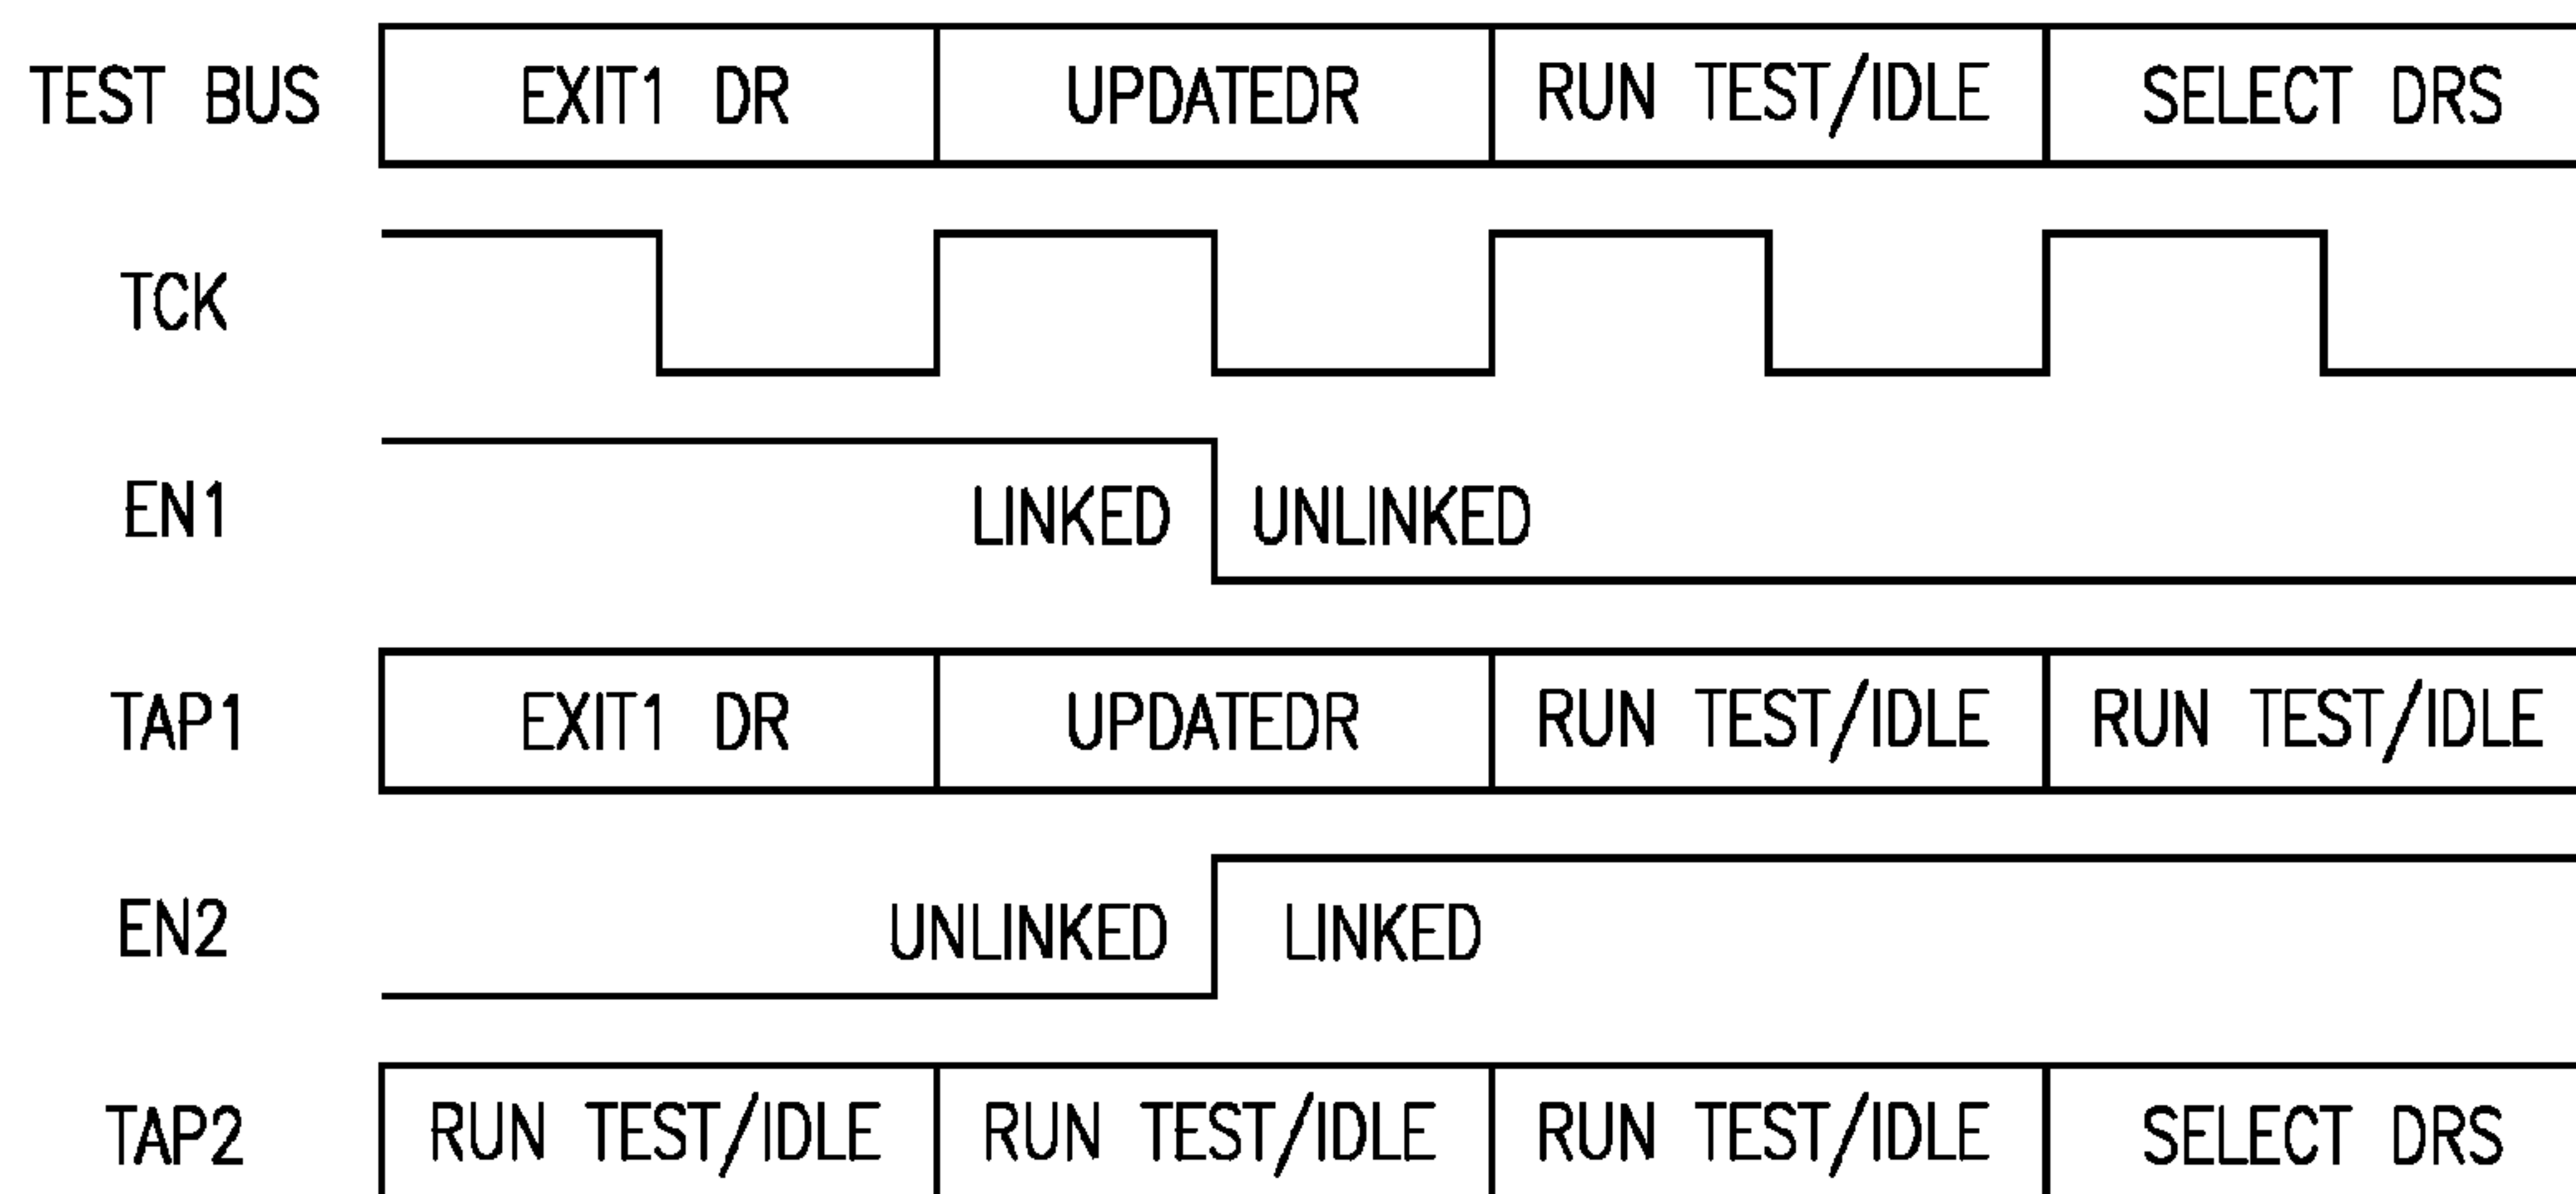 TEST BUS EXIT1 DR UPDATEDR RUN TEST/IDLE SELECT DRS
TCK
EN1 LINKED UNLINKED
TAP1 EXIT1 DR UPDATEDR RUN TEST/IDLE RUN TEST/IDLE
EN2 UNLINKED LINKED
TAP2 RUN TEST/IDLE RUN TEST/IDLE RUN TEST/IDLE SELECT DRS